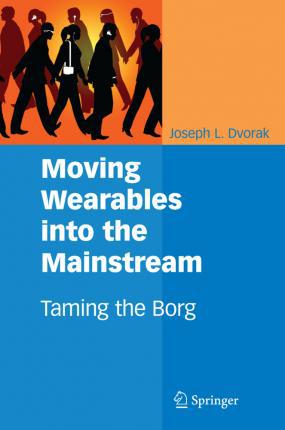 Joseph L. Dvorak
Moving
Wearables
into the
Mainstream
Taming the Borg
Springer